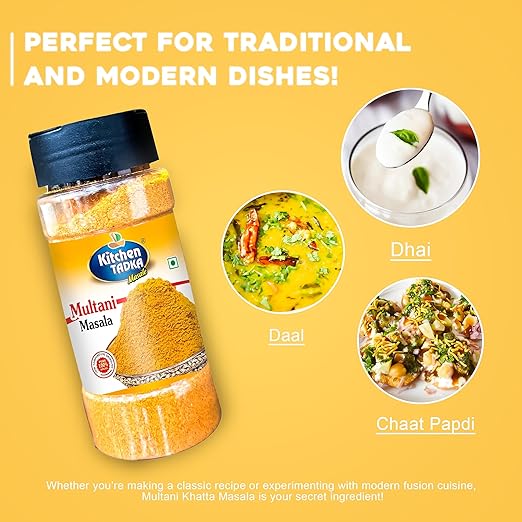 PERFECT FOR TRADITIONAL
AND MODERN DISHES!
Kitchen
TADKA
Masale
Multani
Masala
Dhai
Daal
Chaat Papdi
Whether you're making a classic recipe or experimenting with modern fusion cuisine,
Multani Khatta Masala is your secret ingredient!